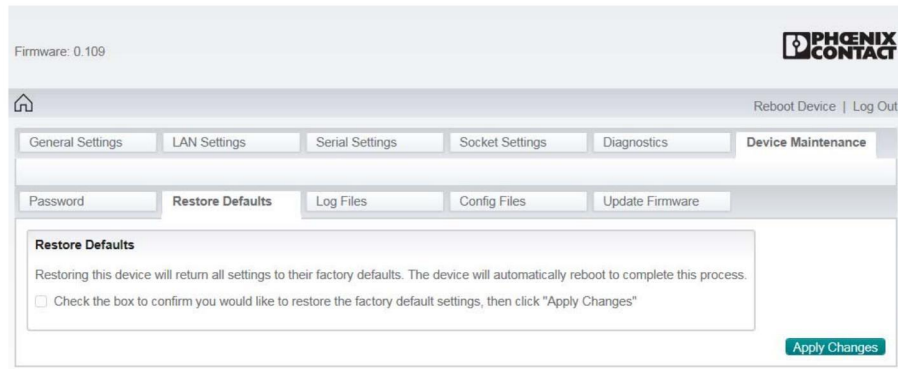 Firmware: 0.109
PHŒNIX
CONTACT
Reboot Device | Log Out
General Settings LAN Settings Serial Settings Socket Settings Diagnostics Device Maintenance
Password Restore Defaults Log Files Config Files Update Firmware
Restore Defaults
Restoring this device will return all settings to their factory defaults. The device will automatically reboot to complete this process.
Check the box to confirm you would like to restore the factory default settings, then click "Apply Changes"
Apply Changes